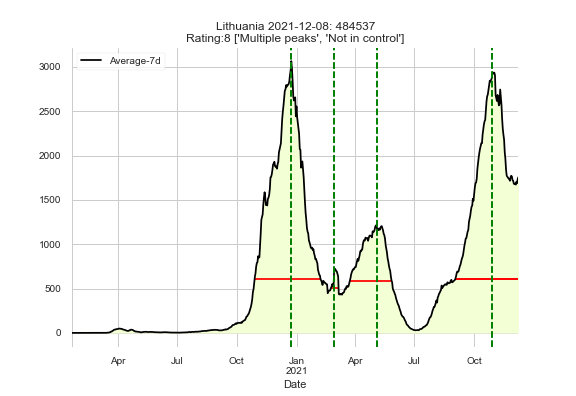 Lithuania 2021-12-08: 484537
Rating:8 ['Multiple peaks', 'Not in control']
Average-7d
3000
2500
2000
1500
1000
500
0
Apr Jul Oct Jan Apr Jul Oct
2021
Date